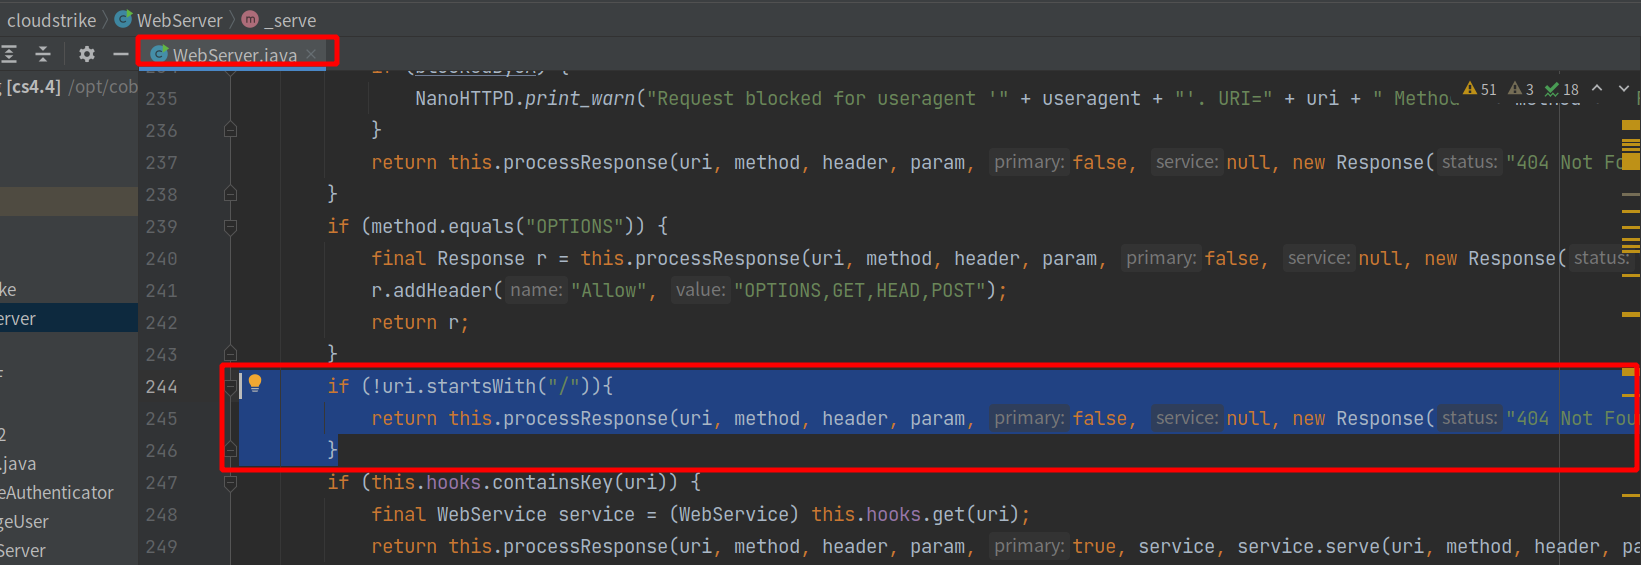 cloudstrike WebServer m _serve
C WebServer.java ×
[cs4.4] /opt/cob
235 NanoHTTPD.print_warn("Request blocked for useragent '" + useragent + "'. URI=" + uri + " Method
51 3 18
236 }
237 return this.processResponse(uri, method, header, param, primary: false, service: null, new Response( status: "404 Not Fou
238 }
239 if (method.equals("OPTIONS")) {
240 final Response r = this.processResponse(uri, method, header, param, primary: false, service: null, new Response( status:
ke
241 r.addHeader( name: "Allow", value: "OPTIONS,GET,HEAD,POST");
erver
242 return r;
243 }
244 if (!uri.startsWith("/")){
245 return this.processResponse(uri, method, header, param, primary: false, service: null, new Response( status: "404 Not Fou
2
246 }
.java
247 if (this.hooks.containsKey(uri)) {
eAuthenticator
248 final WebService service = (WebService) this.hooks.get(uri);
geUser
249 return this.processResponse(uri, method, header, param, primary: true, service, service.serve(uri, method, header, pa
Server